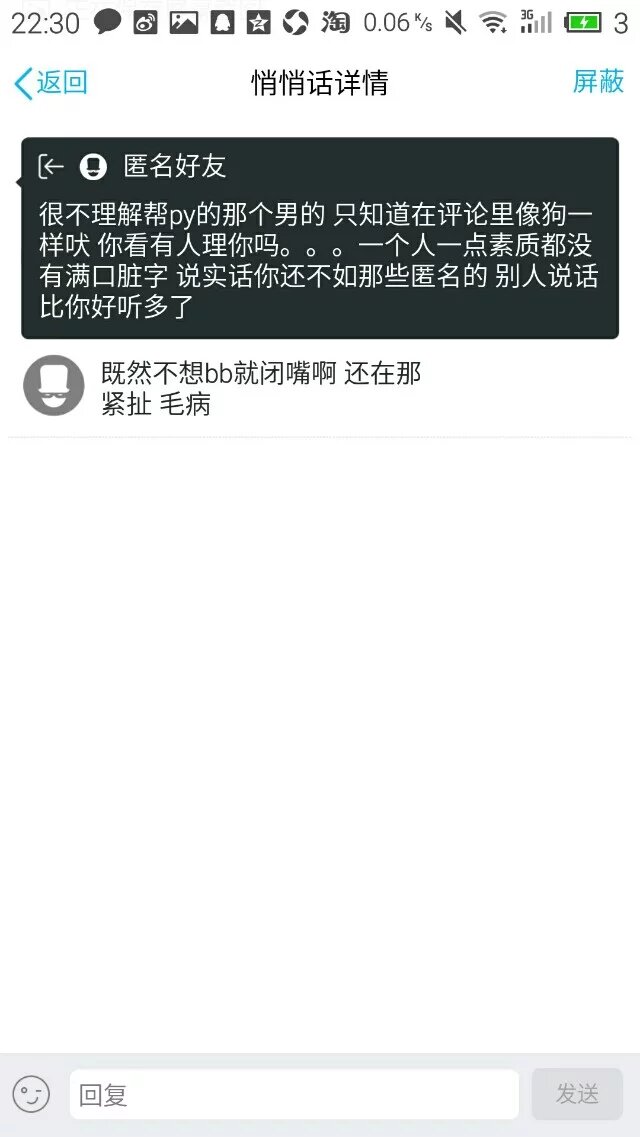 22:30
淘 0.06 K/s 3G 3
返回 悄悄话详情 屏蔽
匿名好友
很不理解帮py的那个男的 只知道在评论里像狗一
样吠 你看有人理你吗。。。一个人一点素质都没
有满口脏字 说实话你还不如那些匿名的 别人说话
比你好听多了
既然不想bb就闭嘴啊 还在那
紧扯 毛病
回复 发送